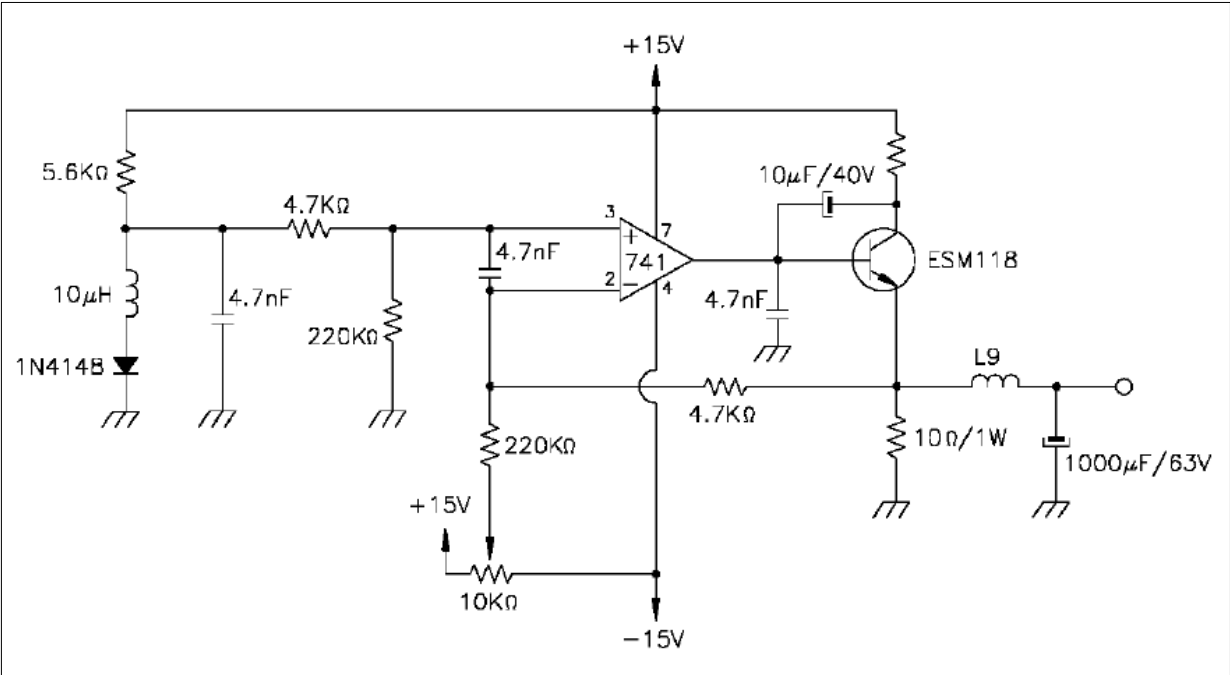 +15V
5.6KΩ
10μF/40V
4.7KΩ
3
7
+
4.7nF
741
ESM118
2
−
4
10μH
4.7nF
4.7nF
220KΩ
1N4148
L9
4.7KΩ
10Ω/1W
220KΩ
1000μF/63V
+15V
10KΩ
−15V